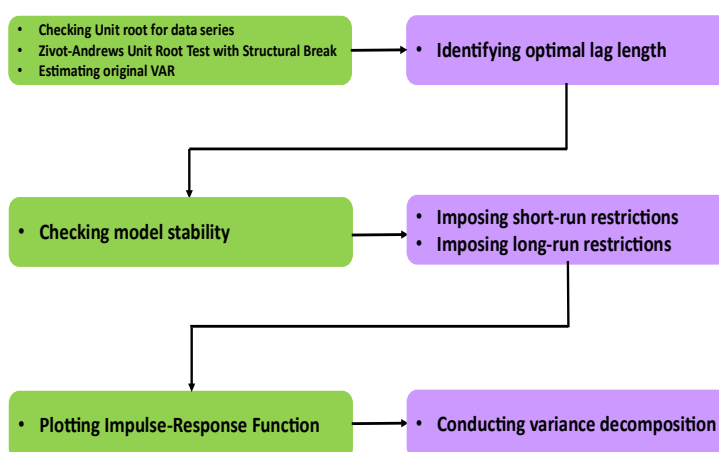 • Checking Unit root for data series
• Zivot-Andrews Unit Root Test with Structural Break
• Estimating original VAR
• Identifying optimal lag length
• Checking model stability
• Imposing short-run restrictions
• Imposing long-run restrictions
• Plotting Impulse-Response Function
• Conducting variance decomposition